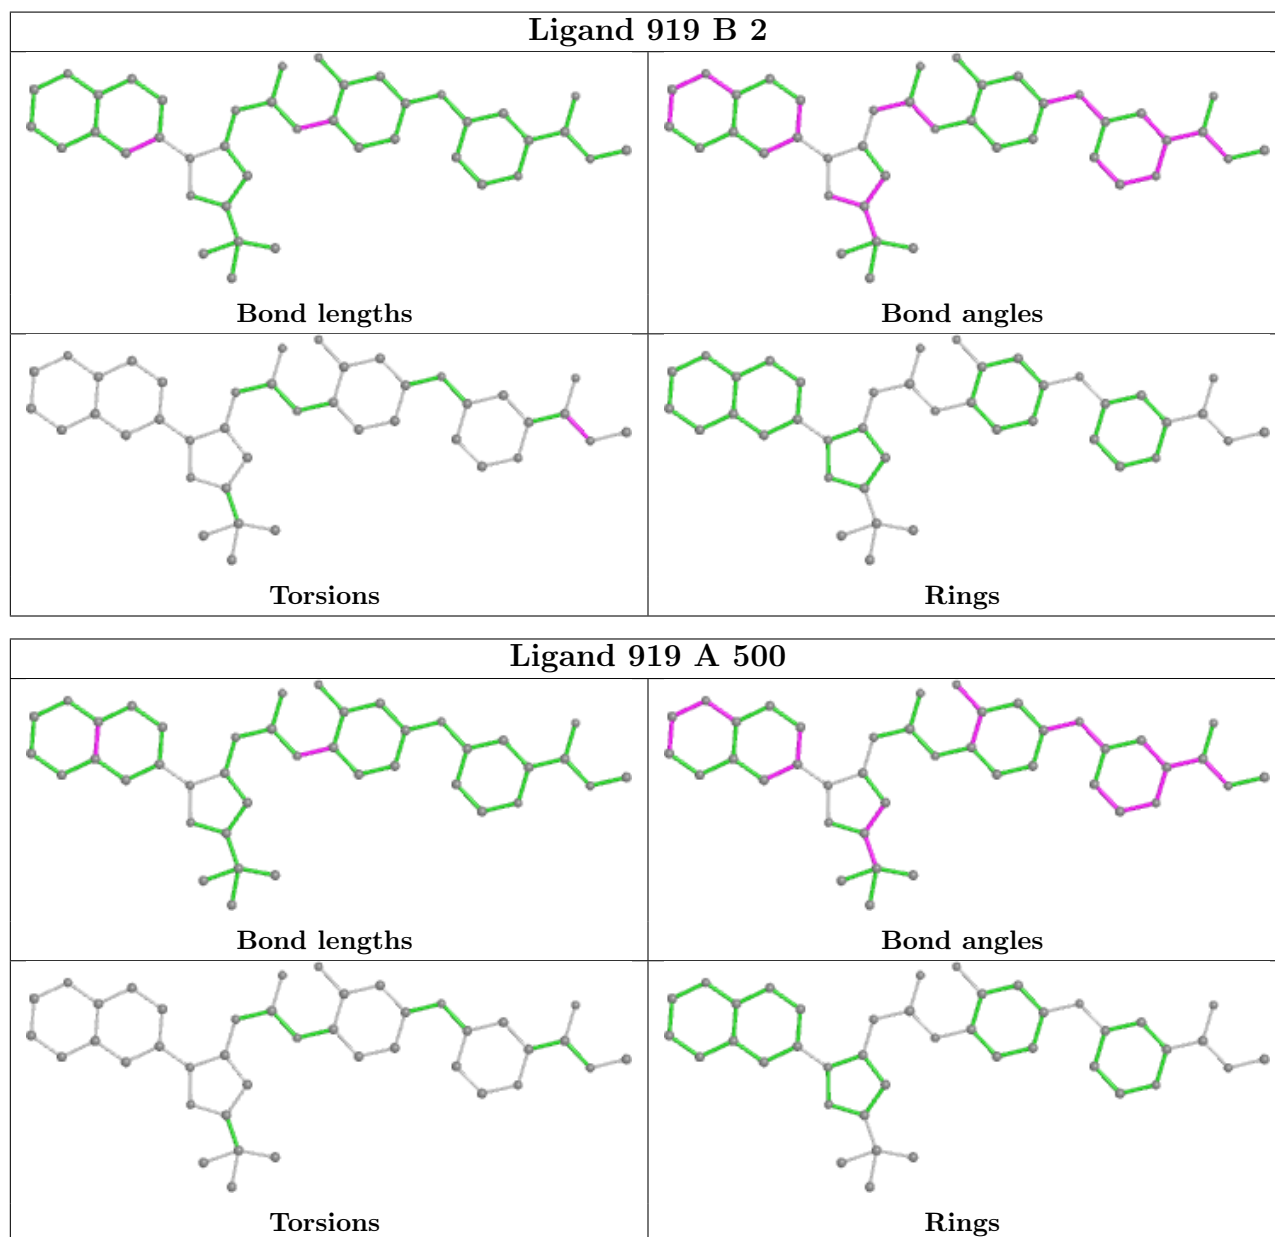 Ligand 919 B 2
Bond lengths
Bond angles
Torsions
Rings
Ligand 919 A 500
Bond lengths
Bond angles
Torsions
Rings